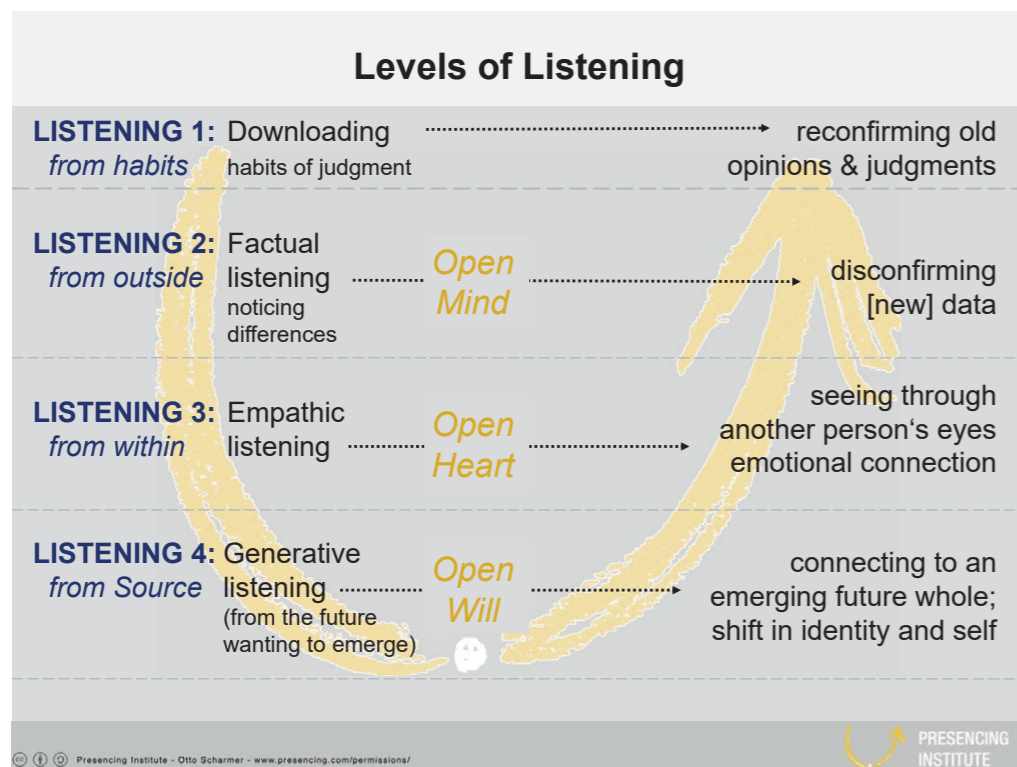 Levels of Listening
LISTENING 1: Downloading
from habits
habits of judgment
reconfirming old
opinions & judgments
LISTENING 2: Factual
from outside
listening
noticing
differences
Open
Mind
disconfirming
[new] data
LISTENING 3: Empathic
from within
listening
Open
Heart
seeing through
another person‘s eyes
emotional connection
LISTENING 4: Generative
from Source
listening
(from the future
wanting to emerge)
Open
Will
connecting to an
emerging future whole;
shift in identity and self
cc Presencing Institute - Otto Scharmer - www.presencing.com/permissions/
PRESENCING
INSTITUTE